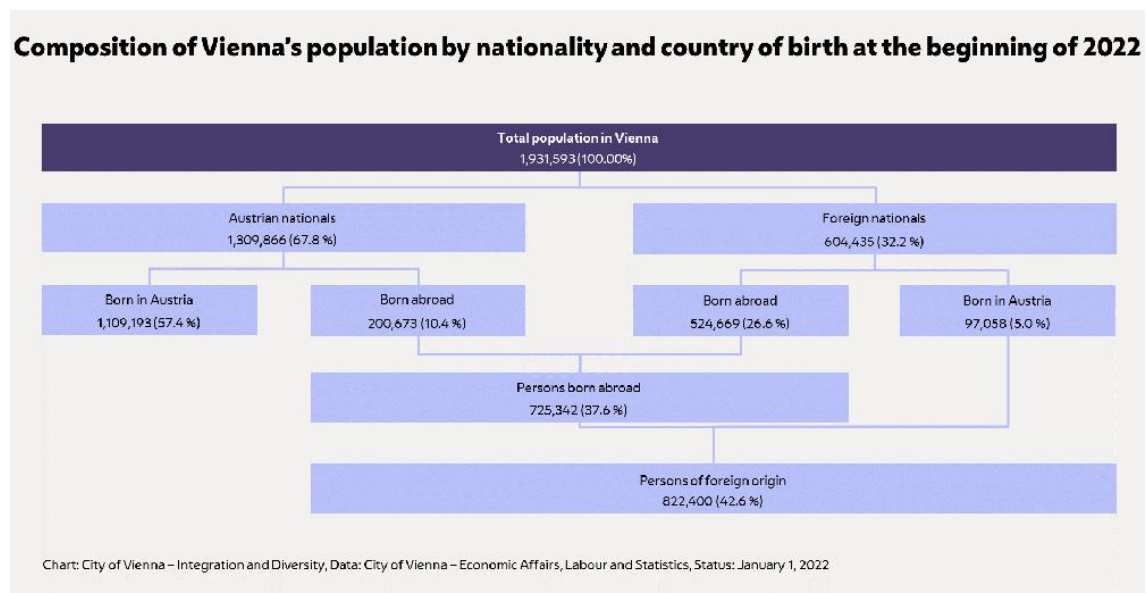 Composition of Vienna's population by nationality and country of birth at the beginning of 2022
Total population in Vienna
1,931,593 (100.00%)
Austrian nationals
1,309,866 (67.8 %)
Foreign nationals
604,435 (32.2 %)
Born in Austria
1,109,193 (57.4 %)
Born abroad
200,673 (10.4 %)
Born abroad
524,669 (26.6 %)
Born in Austria
97,058 (5.0 %)
Persons born abroad
725,342 (37.6 %)
Persons of foreign origin
822,400 (42.6 %)
Chart: City of Vienna – Integration and Diversity, Data: City of Vienna – Economic Affairs, Labour and Statistics, Status: January 1, 2022